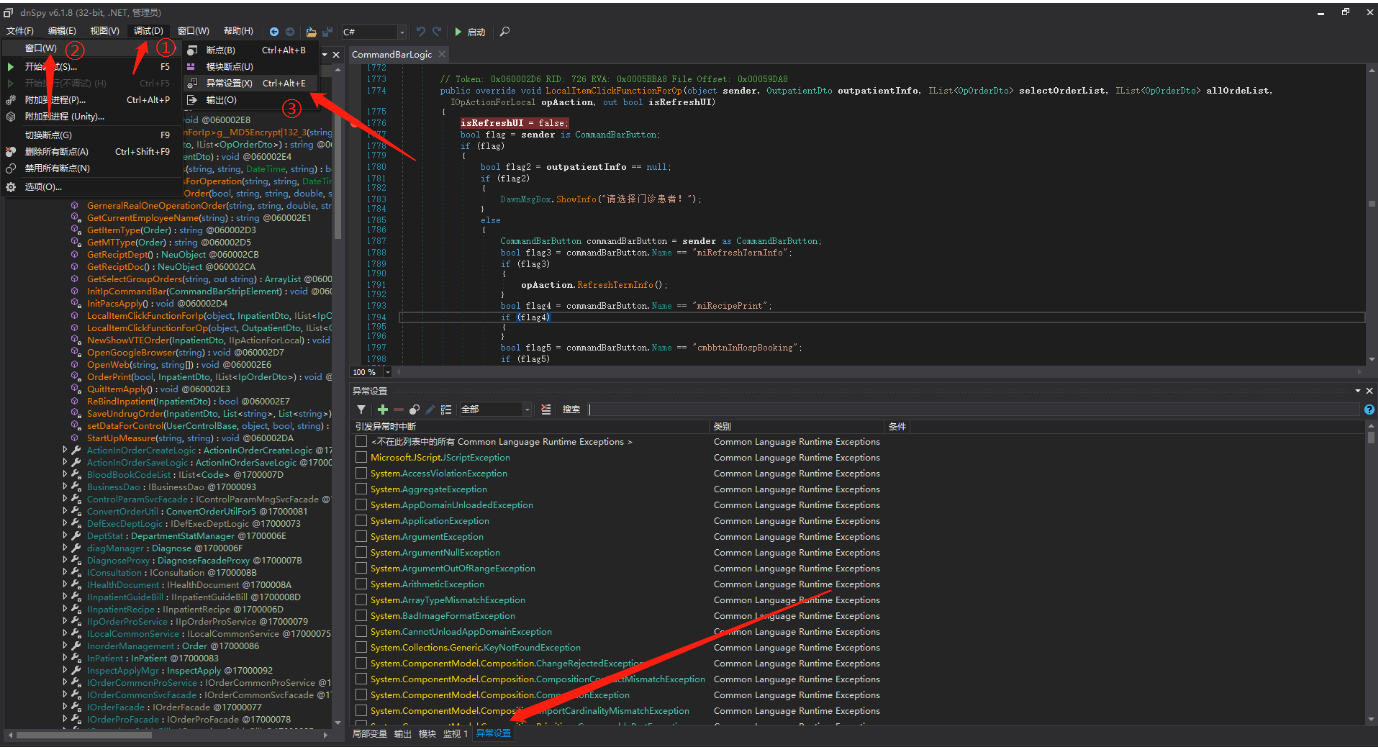 dnSpy v6.1.8 (32-bit, .NET, 管理员)
文件(F) 编辑(E) 视图(V) 调试(D) 窗口(W) 帮助(H) C# 启动
窗口(W) ② ①
开始调试(S)... F5
开始执行(不调试) (H) Ctrl+F5
附加到进程(P)... Ctrl+Alt+P
附加到进程 (Unity)...
切换断点(G) F9
删除所有断点(A) Ctrl+Shift+F9
禁用所有断点(N)
选项(O)...
断点(B) Ctrl+Alt+B
模块断点(U)
异常设置(X) Ctrl+Alt+E
输出(O)
③
void @060002E8
onForIp>g__MD5Encrypt|132_3(string
to, IList<OpOrderDto>) : string @06
entDto) : void @060002E4
s(string, string, DateTime, string) : b
sForOperation(string, string, DateTim
Order(bool, string, string, double, s
GerneralRealOneOperationOrder(string, string, double, str
GetCurrentEmployeeName(string) : string @060002E1
GetItemType(Order) : string @060002D3
GetMTType(Order) : string @060002D5
GetReciptDept() : NeuObject @060002CB
GetReciptDoc() : NeuObject @060002CA
GetSelectGroupOrders(string, out string) : ArrayList @0600
InitIpCommandBar(CommandBarStripElement) : void @060
InitPacsApply() : void @060002D4
LocalItemClickFunctionForIp(object, InpatientDto, IList<IpO
LocalItemClickFunctionForOp(object, OutpatientDto, IList<O
NewShowVTEOrder(InpatientDto, IIpActionForLocal) : void
OpenGoogleBrowser(string) : void @060002D7
OpenWeb(string, string[]) : void @060002E6
OrderPrint(bool, InpatientDto, IList<IpOrderDto>) : void @
QuitItemApply() : void @060002E3
ReBindInpatient(InpatientDto) : bool @060002E7
SaveUndrugOrder(InpatientDto, List<string>, List<string>)
setDataForControl(UserControlBase, object, bool, string) :
StartUpMeasure(string, string) : void @060002DA
ActionInOrderCreateLogic : ActionInOrderCreateLogic @17
ActionInOrderSaveLogic : ActionInOrderSaveLogic @1700
BloodBookCodeList : IList<Code> @1700007D
BusinessDao : IBusinessDao @17000093
ControlParamSvcFacade : IControlParamMngSvcFacade @
ConvertOrderUtil : ConvertOrderUtilFor5 @17000081
DefExecDeptLogic : IDefExecDeptLogic @17000073
DeptStat : DepartmentStatManager @1700006E
diagManager : Diagnose @1700006F
DiagnoseProxy : DiagnoseFacadeProxy @1700007B
IConsultation : IConsultation @1700008B
IHealthDocument : IHealthDocument @1700008A
IInpatientGuideBill : IInpatientGuideBill @1700008D
IInpatientRecipe : IInpatientRecipe @1700006D
IIpOrderProService : IIpOrderProService @17000079
ILocalCommonService : ILocalCommonService @17000075
InorderManagement : Order @17000086
InPatient : InPatient @17000083
InspectApplyMgr : InspectApply @17000092
IOrderCommonProService : IOrderCommonProService @1
IOrderCommonSvcFacade : IOrderCommonSvcFacade @17
IOrderFacade : IOrderFacade @17000077
IOrderProFacade : IOrderProFacade @17000078
CommandBarLogic
1772
1773 // Token: 0x060002D6 RID: 726 RVA: 0x0005BBA8 File Offset: 0x00059DA8
1774 public override void LocalItemClickFunctionForOp(object sender, OutpatientDto outpatientInfo, IList<OpOrderDto> selectOrderList, IList<OpOrderDto> allOrdeList,
IOpActionForLocal opAaction, out bool isRefreshUI)
1775 {
1776 isRefreshUI = false;
1777 bool flag = sender is CommandBarButton;
1778 if (flag)
1779 {
1780 bool flag2 = outpatientInfo == null;
1781 if (flag2)
1782 {
1783 DawnMsgBox.ShowInfo("请选择门诊患者！");
1784 }
1785 else
1786 {
1787 CommandBarButton commandBarButton = sender as CommandBarButton;
1788 bool flag3 = commandBarButton.Name == "miRefreshTermInfo";
1789 if (flag3)
1790 {
1791 opAaction.RefreshTermInfo();
1792 }
1793 bool flag4 = commandBarButton.Name == "miRecipePrint";
1794 if (flag4)
1795 {
1796 }
1797 bool flag5 = commandBarButton.Name == "cmbbtnInHospBooking";
1798 if (flag5)
100 %
异常设置
全部 搜索
引发异常时中断 类别 条件
<不在此列表中的所有 Common Language Runtime Exceptions > Common Language Runtime Exceptions
Microsoft.JScript.JScriptException Common Language Runtime Exceptions
System.AccessViolationException Common Language Runtime Exceptions
System.AggregateException Common Language Runtime Exceptions
System.AppDomainUnloadedException Common Language Runtime Exceptions
System.ApplicationException Common Language Runtime Exceptions
System.ArgumentException Common Language Runtime Exceptions
System.ArgumentNullException Common Language Runtime Exceptions
System.ArgumentOutOfRangeException Common Language Runtime Exceptions
System.ArithmeticException Common Language Runtime Exceptions
System.ArrayTypeMismatchException Common Language Runtime Exceptions
System.BadImageFormatException Common Language Runtime Exceptions
System.CannotUnloadAppDomainException Common Language Runtime Exceptions
System.Collections.Generic.KeyNotFoundException Common Language Runtime Exceptions
System.ComponentModel.Composition.ChangeRejectedException Common Language Runtime Exceptions
System.ComponentModel.Composition.CompositionContractMismatchException Common Language Runtime Exceptions
System.ComponentModel.Composition.CompositionException Common Language Runtime Exceptions
System.ComponentModel.Composition.ImportCardinalityMismatchException Common Language Runtime Exceptions
局部变量 输出 模块 监视 1 异常设置